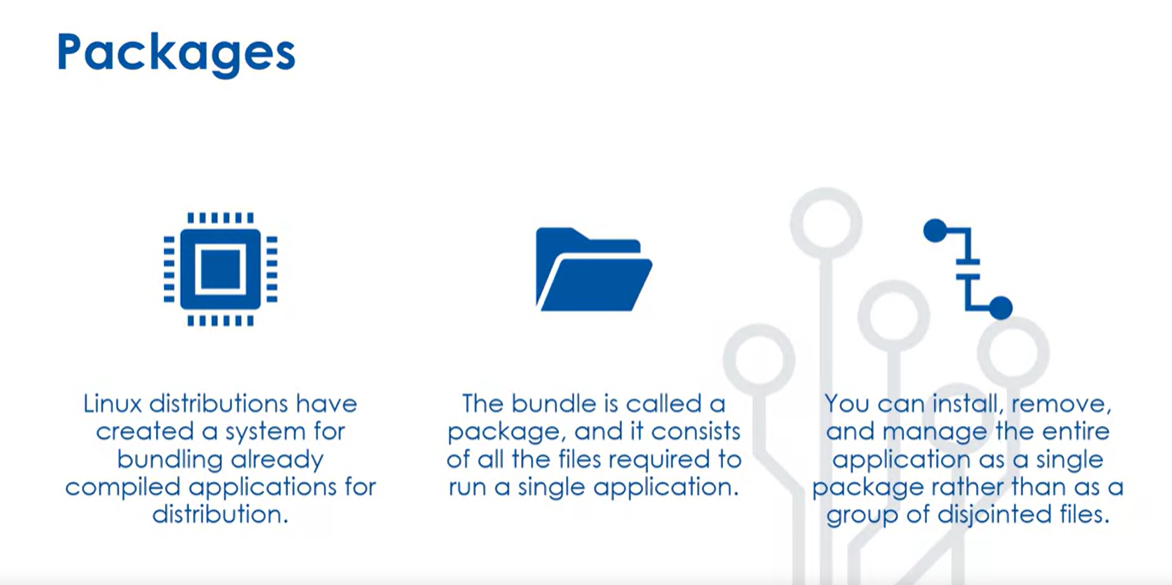 Packages
Linux distributions have
created a system for
bundling already
compiled applications for
distribution.
The bundle is called a
package, and it consists
of all the files required to
run a single application.
You can install, remove,
and manage the entire
application as a single
package rather than as a
group of disjointed files.